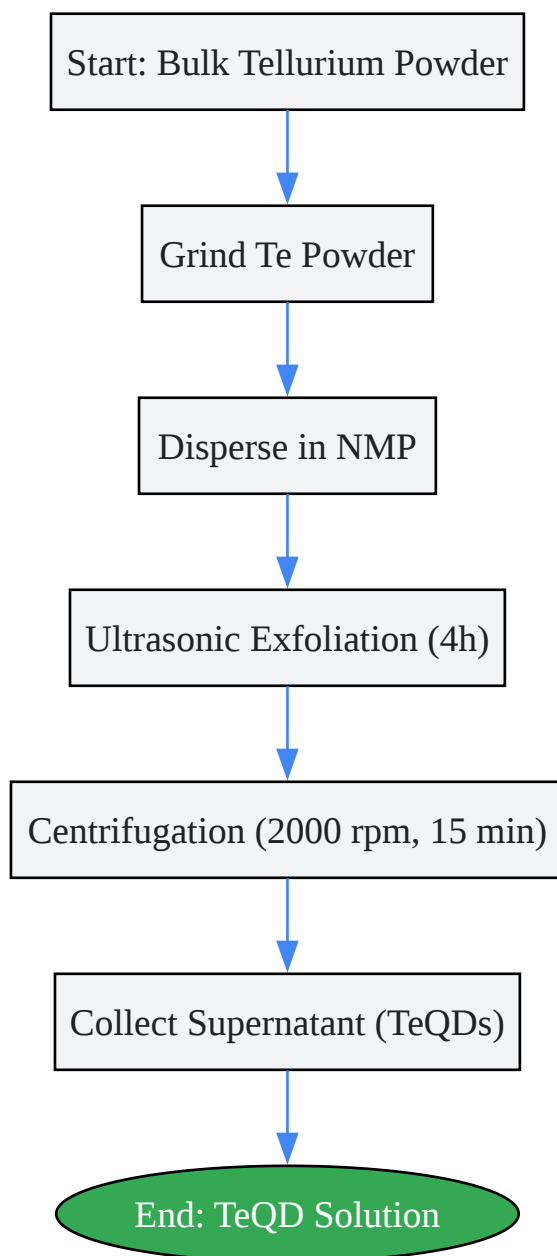 Start: Bulk Tellurium Powder
Grind Te Powder
Disperse in NMP
Ultrasonic Exfoliation (4h)
Centrifugation (2000 rpm, 15 min)
Collect Supernatant (TeQDs)
End: TeQD Solution